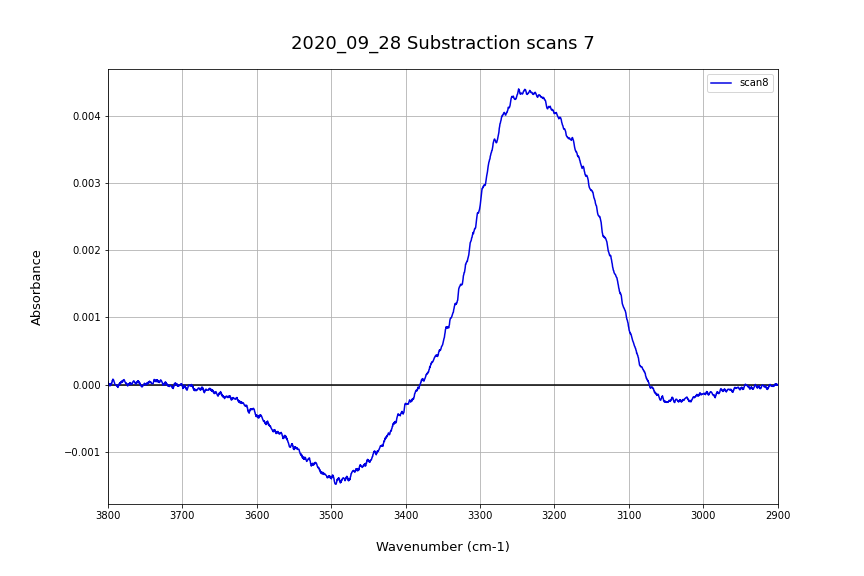 2020_09_28 Substraction scans 7
scan8
0.004
0.003
0.002
0.001
0.000
−0.001
Absorbance
3800 3700 3600 3500 3400 3300 3200 3100 3000 2900
Wavenumber (cm-1)